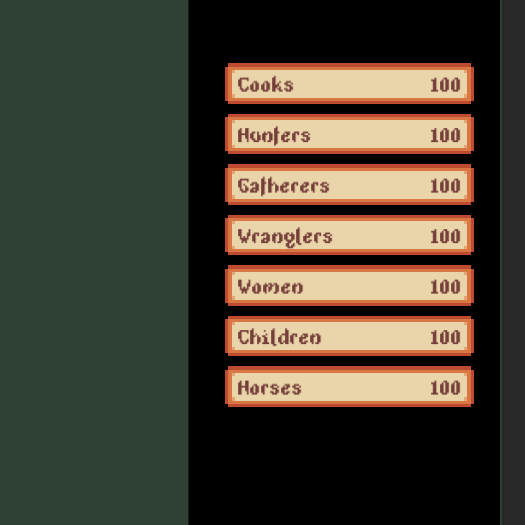 Cooks 100
Hunters 100
Gatherers 100
Wranglers 100
Women 100
Children 100
Horses 100